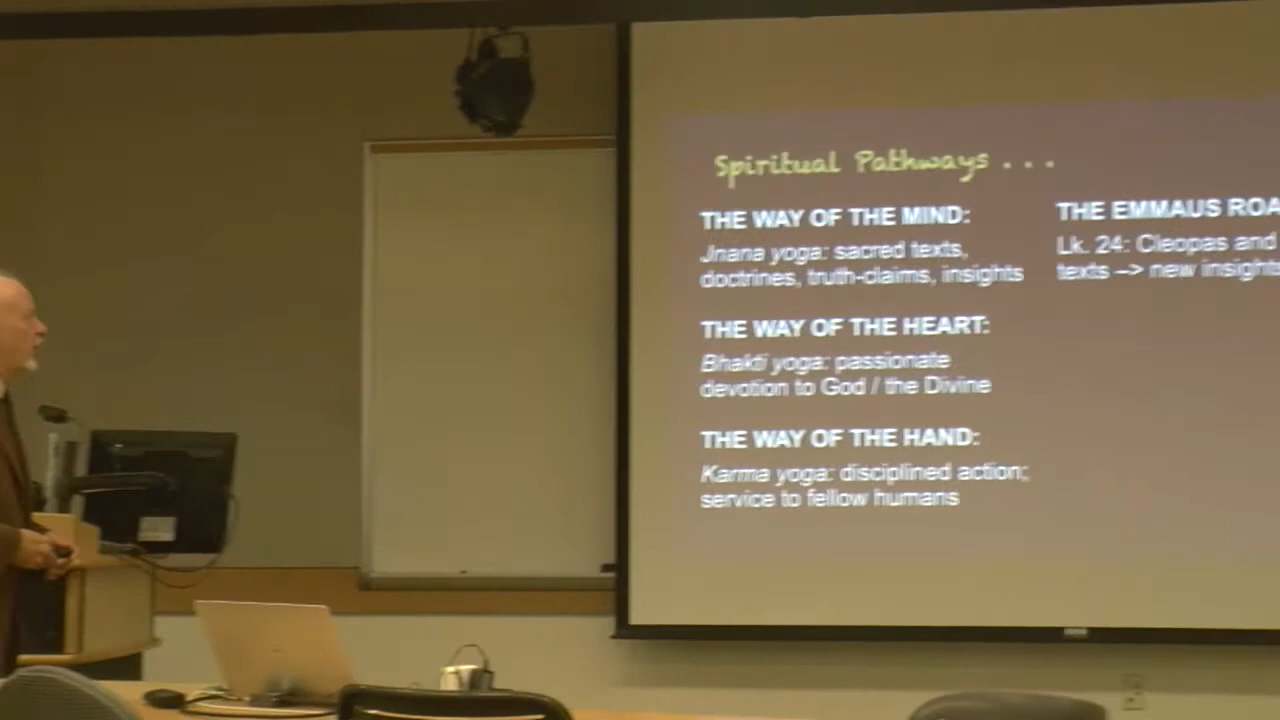 Spiritual Pathways . . .
THE WAY OF THE MIND:
Jnana yoga: sacred texts,
doctrines, truth-claims, insights
THE WAY OF THE HEART:
Bhakti yoga: passionate
devotion to God / the Divine
THE WAY OF THE HAND:
Karma yoga: disciplined action;
service to fellow humans
THE EMMAUS ROA
Lk. 24: Cleopas and
texts --> new insights